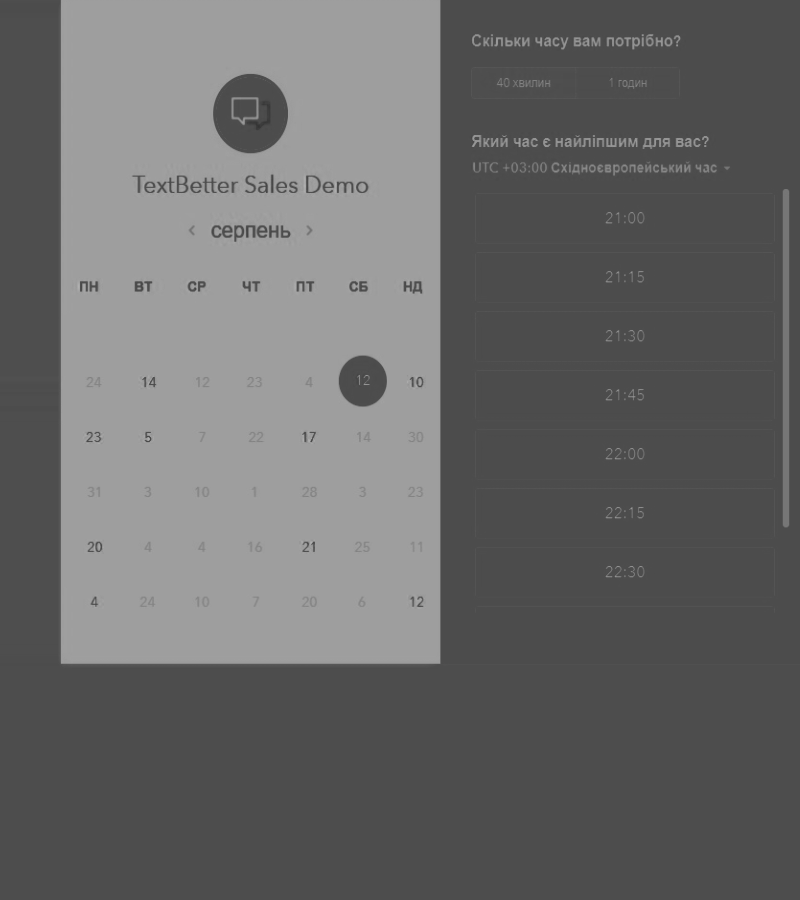 TextBetter Sales Demo
серпень
ПН ВТ СР ЧТ ПТ СБ НД
24 14 12 23 4 12 10
23 5 7 22 17 14 30
31 3 10 1 28 3 23
20 4 4 16 21 25 11
4 24 10 7 20 6 12
Скільки часу вам потрібно?
40 хвилин 1 годин
Який час є найліпшим для вас?
UTC +03:00 Східноєвропейський час
21:00
21:15
21:30
21:45
22:00
22:15
22:30